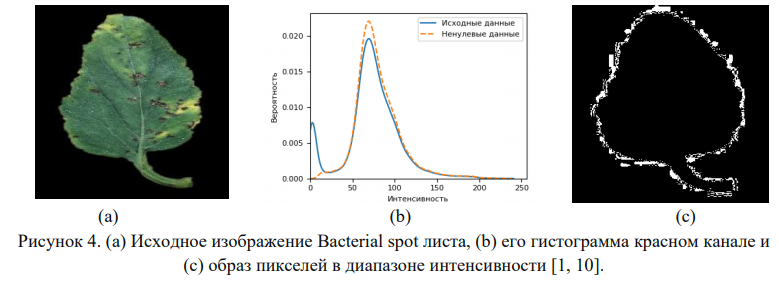 Исходные данные
Ненулевые данные
Вероятность
0.020
0.015
0.010
0.005
0.000
0 50 100 150 200 250
Интенсивность
(a) (b) (c)
Рисунок 4. (a) Исходное изображение Bacterial spot листа, (b) его гистограмма красном канале и
(c) образ пикселей в диапазоне интенсивности [1, 10].